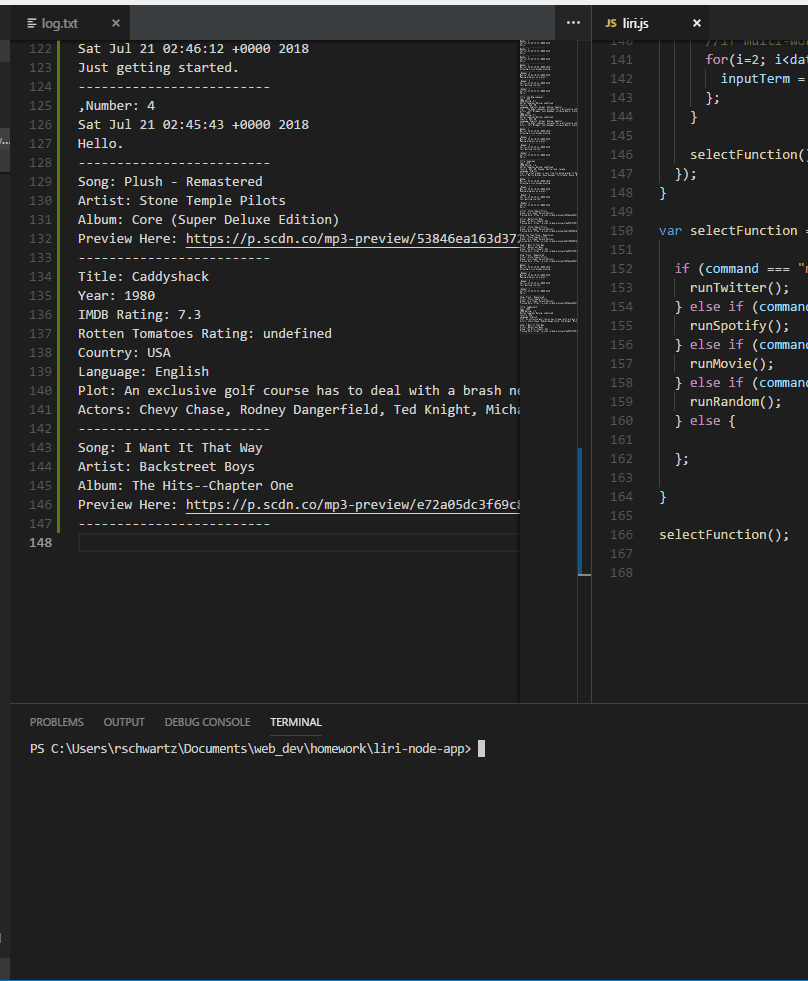 log.txt
122 Sat Jul 21 02:46:12 +0000 2018
123 Just getting started.
124 -------------------------
125 ,Number: 4
126 Sat Jul 21 02:45:43 +0000 2018
127 Hello.
128 -------------------------
129 Song: Plush - Remastered
130 Artist: Stone Temple Pilots
131 Album: Core (Super Deluxe Edition)
132 Preview Here: https://p.scdn.co/mp3-preview/53846ea163d37
133 -------------------------
134 Title: Caddyshack
135 Year: 1980
136 IMDB Rating: 7.3
137 Rotten Tomatoes Rating: undefined
138 Country: USA
139 Language: English
140 Plot: An exclusive golf course has to deal with a brash
141 Actors: Chevy Chase, Rodney Dangerfield, Ted Knight,
142 -------------------------
143 Song: I Want It That Way
144 Artist: Backstreet Boys
145 Album: The Hits--Chapter One
146 Preview Here: https://p.scdn.co/mp3-preview/e72a05dc3f69c
147 -------------------------
148
JS liri.js
140
141 for(i=2; i<dat
142 inputTerm =
143 };
144 }
145
146 selectFunction(
147 });
148 }
149
150 var selectFunction =
151
152 if (command === "
153 runTwitter();
154 } else if (comman
155 runSpotify();
156 } else if (comman
157 runMovie();
158 } else if (comman
159 runRandom();
160 } else {
161
162 };
163
164 }
165
166 selectFunction();
167
168
PROBLEMS OUTPUT DEBUG CONSOLE TERMINAL
PS C:\Users\rschwartz\Documents\web_dev\homework\liri-node-app>